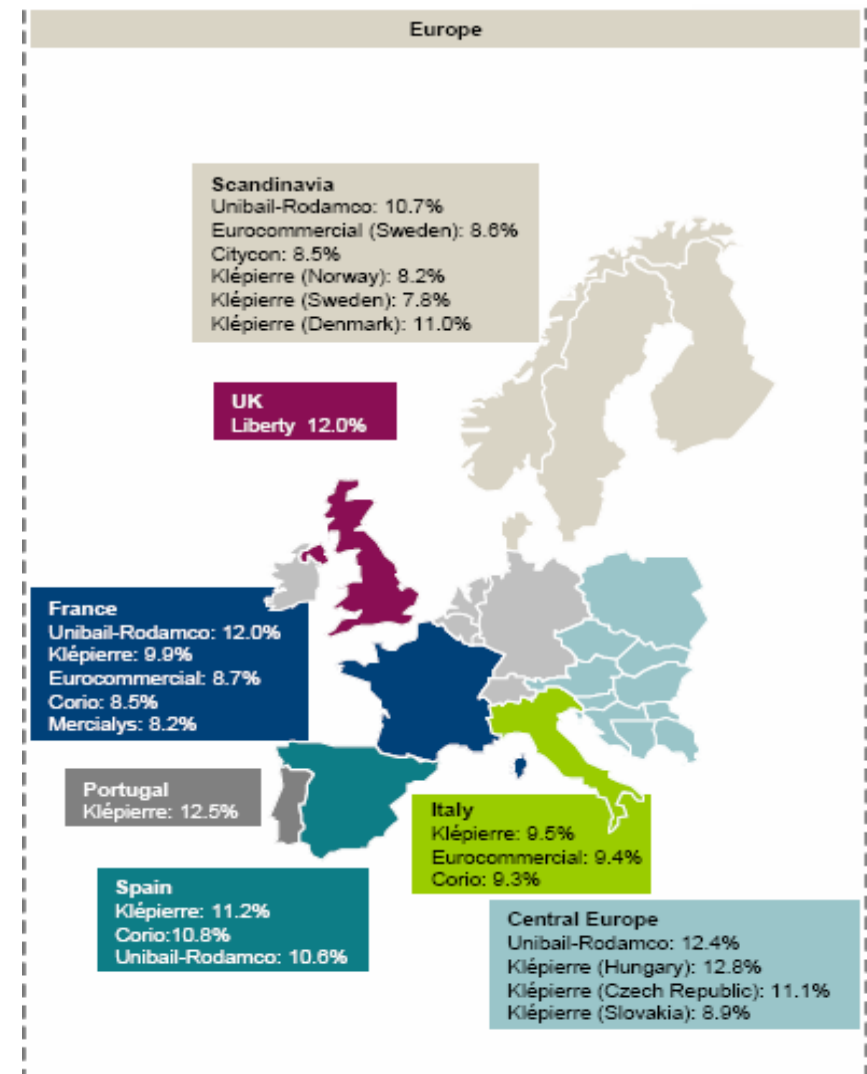 Europe
Scandinavia
Unibail-Rodamco: 10.7%
Eurocommercial (Sweden): 8.6%
Citycon: 8.5%
Klépierre (Norway): 8.2%
Klépierre (Sweden): 7.8%
Klépierre (Denmark): 11.0%
UK
Liberty 12.0%
France
Unibail-Rodamco: 12.0%
Klépierre: 9.9%
Eurocommercial: 8.7%
Corio: 8.5%
Mercialys: 8.2%
Portugal
Klépierre: 12.5%
Italy
Klépierre: 9.5%
Eurocommercial: 9.4%
Corio: 9.3%
Spain
Klépierre: 11.2%
Corio:10.8%
Unibail-Rodamco: 10.6%
Central Europe
Unibail-Rodamco: 12.4%
Klépierre (Hungary): 12.8%
Klépierre (Czech Republic): 11.1%
Klépierre (Slovakia): 8.9%